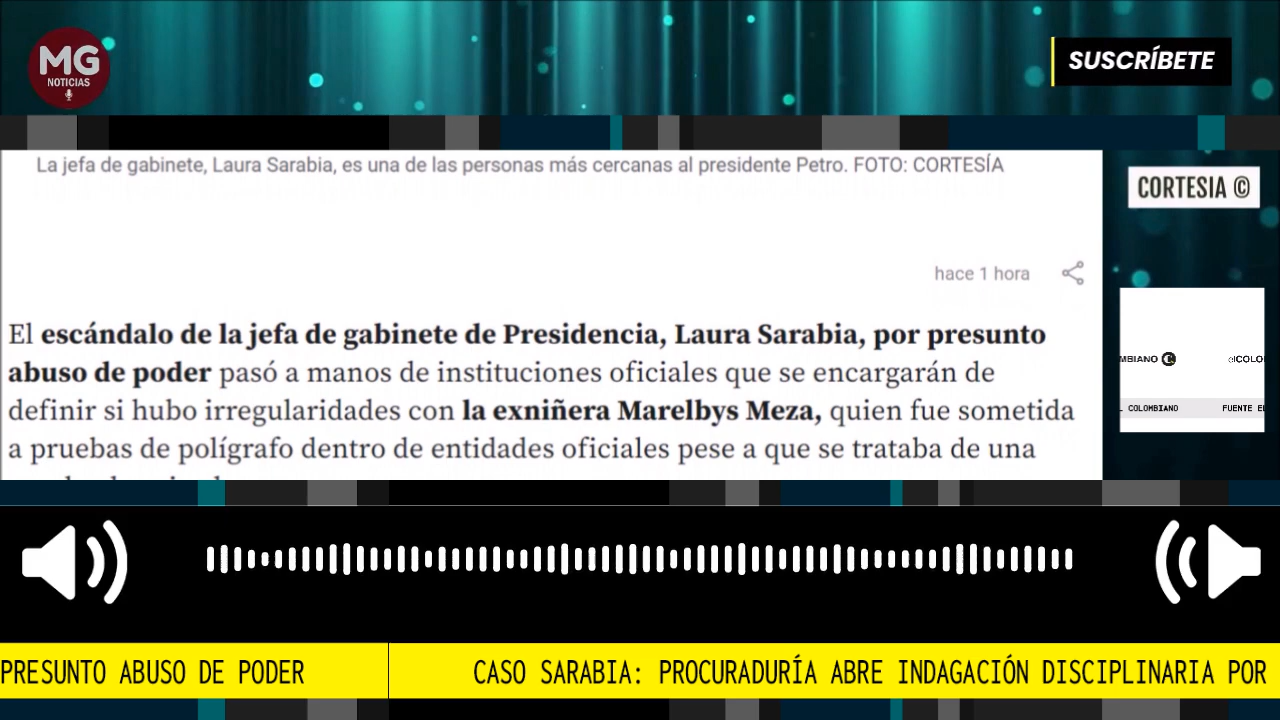 MG
NOTICIAS
SUSCRÍBETE
La jefa de gabinete, Laura Sarabia, es una de las personas más cercanas al presidente Petro. FOTO: CORTESÍA
CORTESIA ©
hace 1 hora
El escándalo de la jefa de gabinete de Presidencia, Laura Sarabia, por presunto
abuso de poder pasó a manos de instituciones oficiales que se encargarán de
definir si hubo irregularidades con la exniñera Marelbys Meza, quien fue sometida
a pruebas de polígrafo dentro de entidades oficiales pese a que se trataba de una
MBIANO elCOLO
L COLOMBIANO FUENTE E
PRESUNTO ABUSO DE PODER CASO SARABIA: PROCURADURÍA ABRE INDAGACIÓN DISCIPLINARIA POR